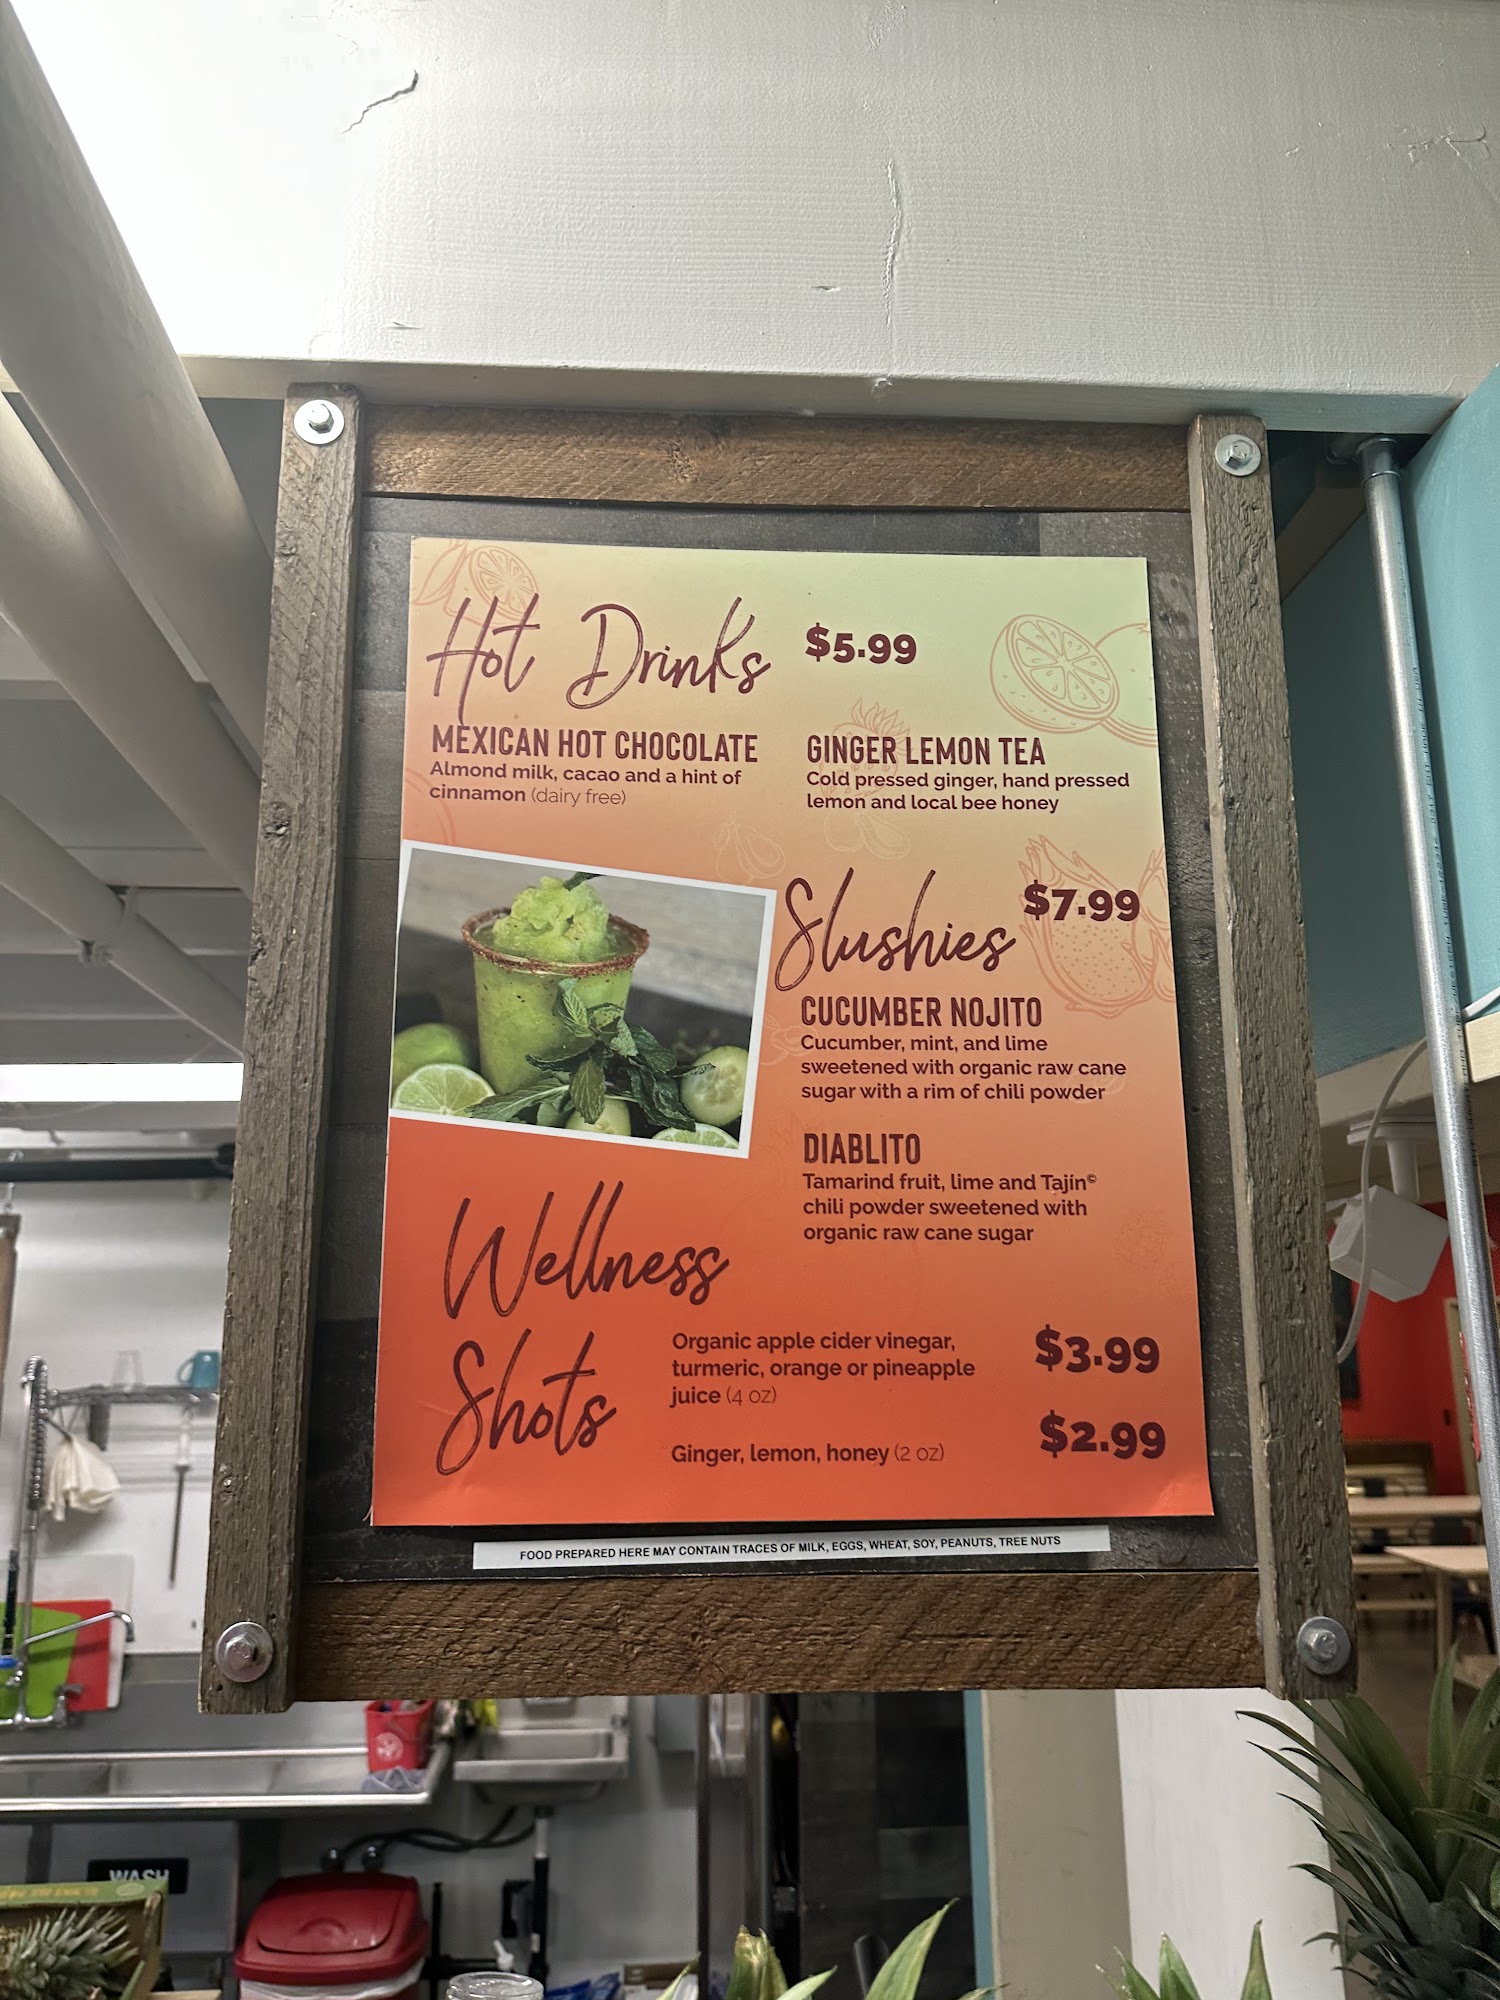 Hot Drinks $5.99
MEXICAN HOT CHOCOLATE
Almond milk, cacao and a hint of
cinnamon (dairy free)
GINGER LEMON TEA
Cold pressed ginger, hand pressed
lemon and local bee honey
Slushies $7.99
CUCUMBER NOJITO
Cucumber, mint, and lime
sweetened with organic raw cane
sugar with a rim of chili powder
DIABLITO
Tamarind fruit, lime and Tajín©
chili powder sweetened with
organic raw cane sugar
Wellness
Shots
Organic apple cider vinegar,
turmeric, orange or pineapple
juice (4 oz)
$3.99
Ginger, lemon, honey (2 oz)
$2.99
FOOD PREPARED HERE MAY CONTAIN TRACES OF MILK, EGGS, WHEAT, SOY, PEANUTS, TREE NUTS
WASH